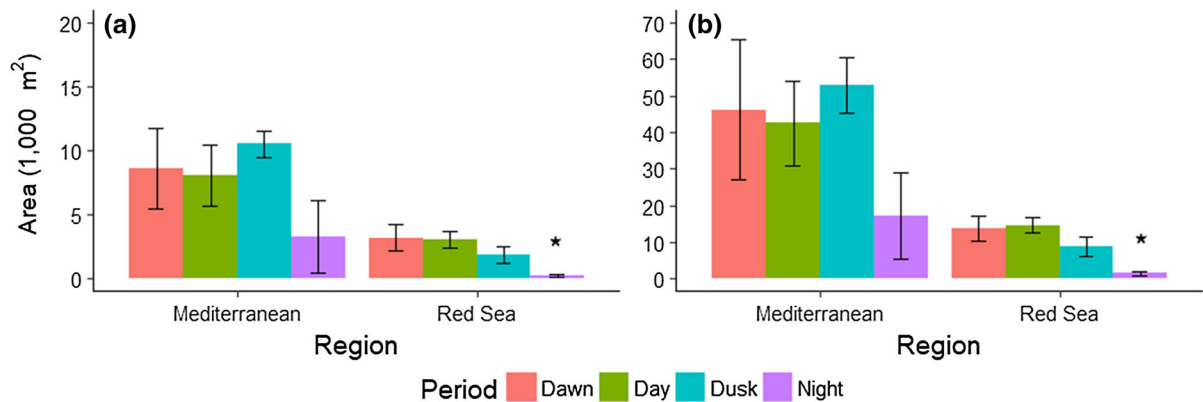 (a)
20
15
10
5
0
Area (1,000 m²)
*
Mediterranean Red Sea
Region
(b)
70
60
50
40
30
20
10
0
*
Mediterranean Red Sea
Region
Period Dawn Day Dusk Night